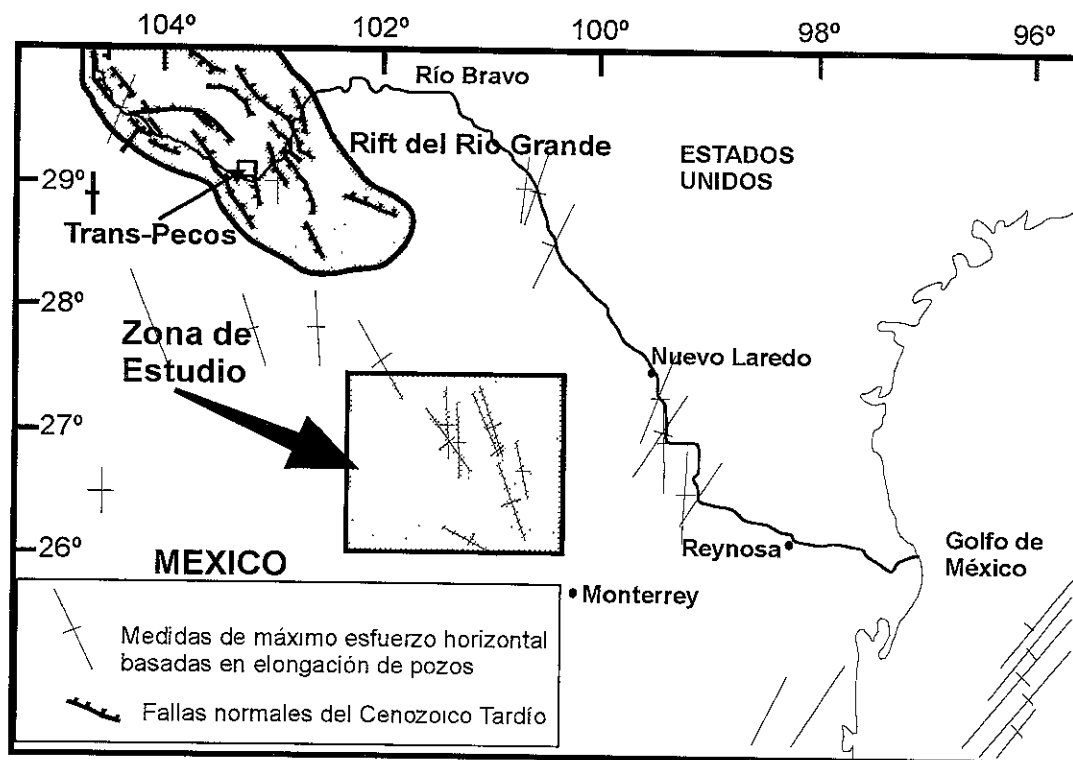 104º 102º 100º 98º 96º
Río Bravo
Rift del Río Grande
ESTADOS
UNIDOS
29º
Trans-Pecos
28º
Zona de
Estudio
Nuevo Laredo
27º
26º
MEXICO
Reynosa
Golfo de
México
Monterrey
Medidas de máximo esfuerzo horizontal
basadas en elongación de pozos
Fallas normales del Cenozoico Tardío